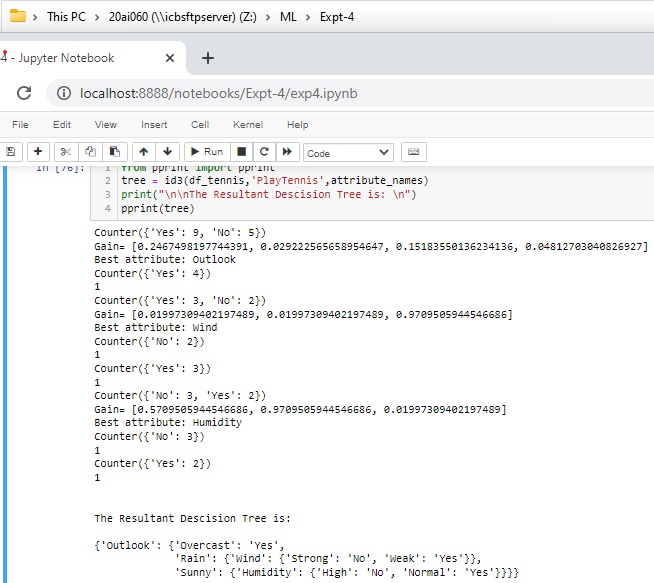 This PC > 20ai060 (\\icbsftpserver) (Z:) > ML > Expt-4
4 - Jupyter Notebook × +
localhost:8888/notebooks/Expt-4/exp4.ipynb
File Edit View Insert Cell Kernel Help
Run Code
In [76]: 1 from pprint import pprint
2 tree = id3(df_tennis,'PlayTennis',attribute_names)
3 print("\n\nThe Resultant Descision Tree is: \n")
4 pprint(tree)
Counter({'Yes': 9, 'No': 5})
Gain= [0.2467498197744391, 0.029222565658954647, 0.15183550136234136, 0.04812703040826927]
Best attribute: Outlook
Counter({'Yes': 4})
1
Counter({'Yes': 3, 'No': 2})
Gain= [0.01997309402197489, 0.01997309402197489, 0.9709505944546686]
Best attribute: Wind
Counter({'No': 2})
1
Counter({'Yes': 3})
1
Counter({'No': 3, 'Yes': 2})
Gain= [0.5709505944546686, 0.9709505944546686, 0.01997309402197489]
Best attribute: Humidity
Counter({'No': 3})
1
Counter({'Yes': 2})
1
The Resultant Descision Tree is:
{'Outlook': {'Overcast': 'Yes',
'Rain': {'Wind': {'Strong': 'No', 'Weak': 'Yes'}},
'Sunny': {'Humidity': {'High': 'No', 'Normal': 'Yes'}}}}